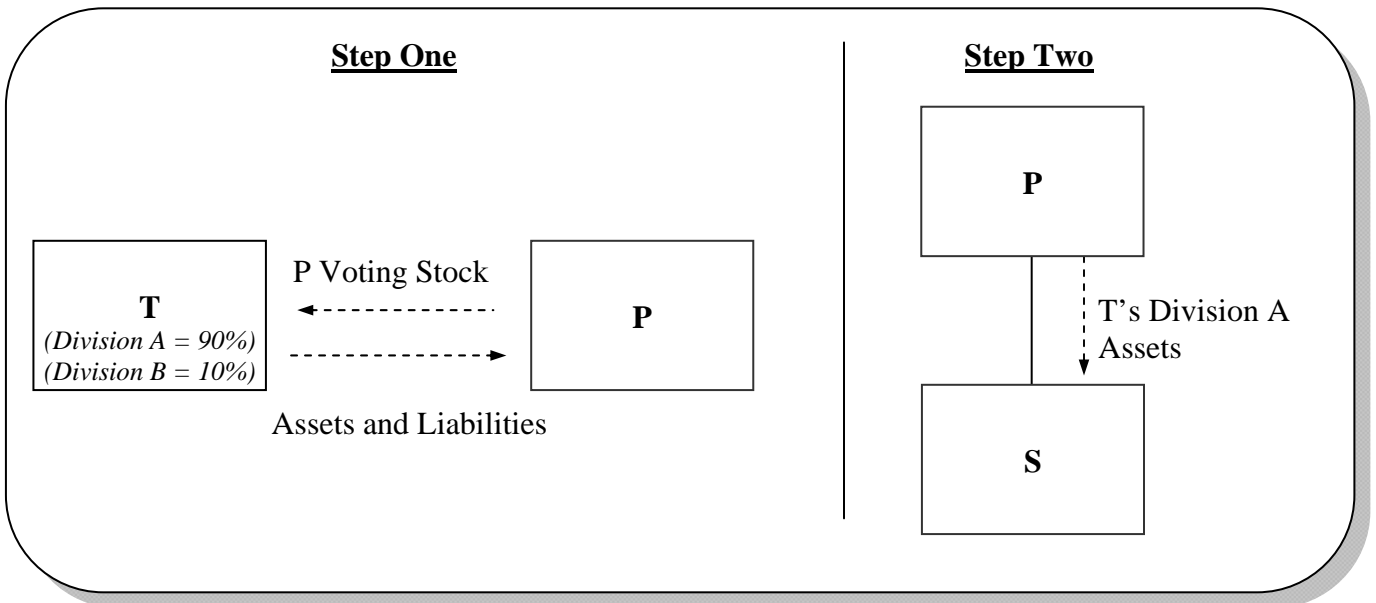 Step One
Step Two
P
P Voting Stock
T
(Division A = 90%)
(Division B = 10%)
P
T's Division A
Assets
Assets and Liabilities
S